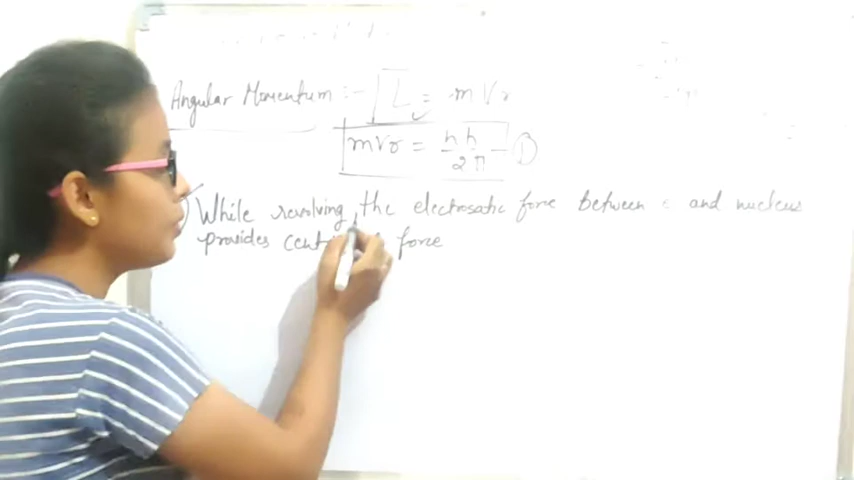 Angular Momentum :- L = mvr
mvr = nh/2π - ①
While revolving, the electrosatic force between e and nucleus
provides force